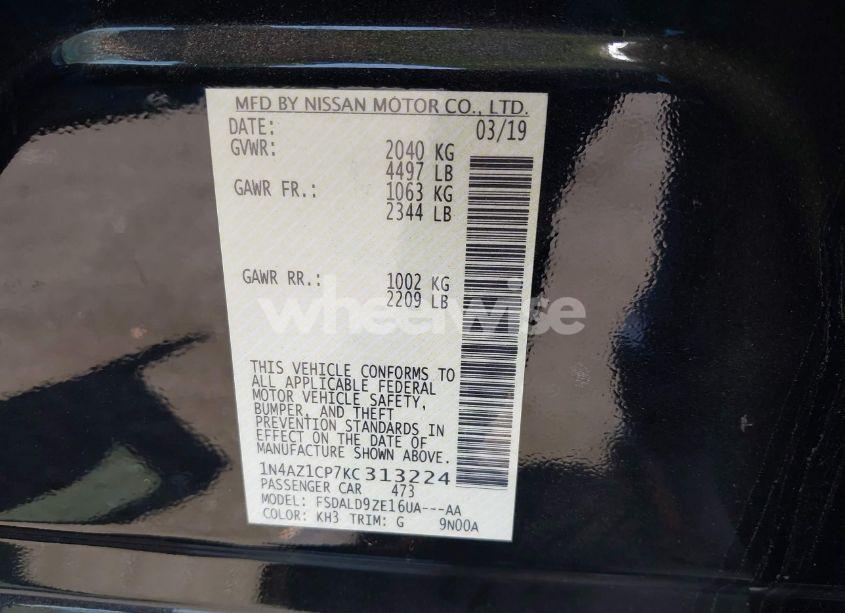 MFD BY NISSAN MOTOR CO., LTD.
DATE: 03/19
GVWR: 2040 KG
4497 LB
GAWR FR.: 1063 KG
2344 LB
GAWR RR.: 1002 KG
2209 LB
wheelwise
THIS VEHICLE CONFORMS TO
ALL APPLICABLE FEDERAL
MOTOR VEHICLE SAFETY,
BUMPER, AND THEFT
PREVENTION STANDARDS IN
EFFECT ON THE DATE OF
MANUFACTURE SHOWN ABOVE.
1N4AZ1CP7KC313224
PASSENGER CAR 473
MODEL: FSDALD9ZE16UA---AA
COLOR: KH3 TRIM: G 9N00A